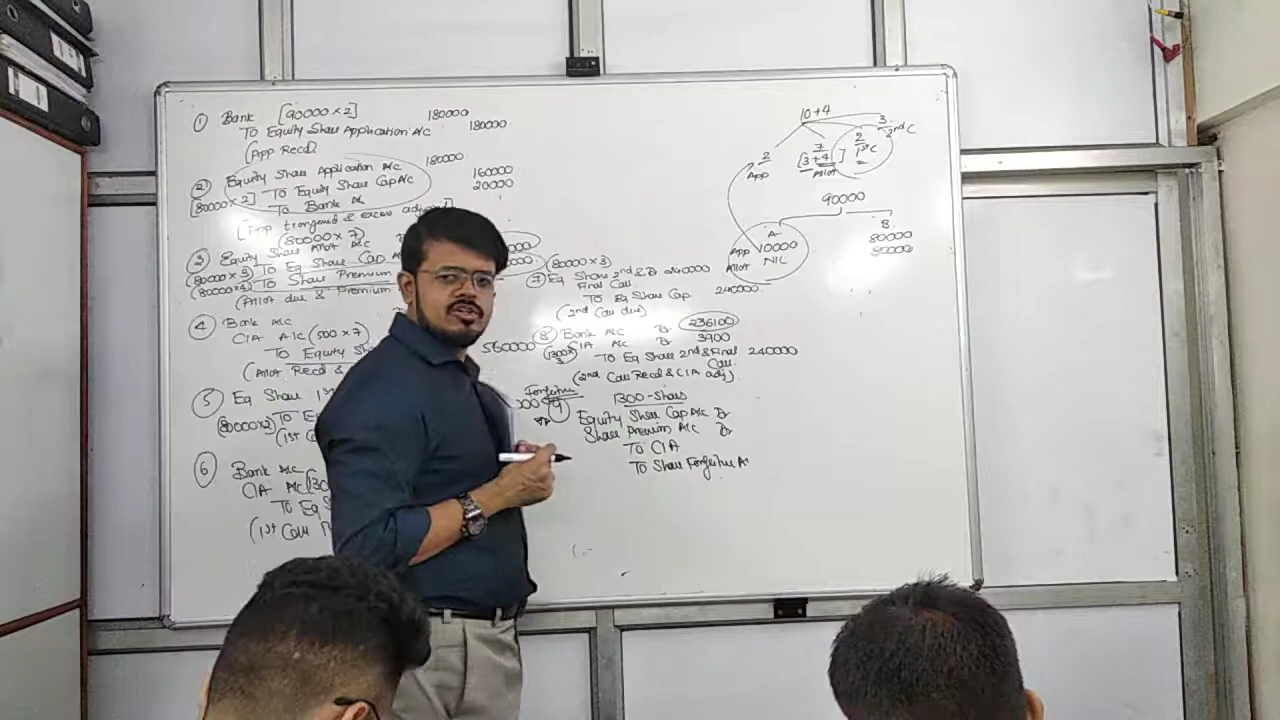 ① Bank [90000 × 2] 180000
To Equity Share Application A/C 180000
(App Recd)
② Equity Share Application A/C 180000
[80000 × 2] To Equity Share Cap A/C 160000
To Bank A/C 20000
(80000 × 7)
③ Equity Share Allot A/C
(80000 × 3) To Eq Share Cap A
(80000 × 4) To Share Premium
(Allot due & Premium
④ Bank A/C
CIA A/C (500 × 7)
To Equity Sh 560000
(Allot Recd &
⑤ Eq Share 1st
(80000×2) To E
(1st C
⑥ Bank A/C
CIA A/C [130
To Eq S
(1st Call
(80000 × 3)
⑦ Eq Share 2nd & Dr 240000
Final Call
To Eq Share Cap. 240000
(2nd Call due)
⑧ Bank A/C Dr 236100
CIA A/C Dr 3900
To Eq Share 2nd & Final 240000
Call
(2nd Call Recd & CIA adj)
Forfeiture
⑨ 1300 - Shares
Equity Share Cap A/C Dr
Share Premium A/C Dr
To CIA
To Share Forfeiture A
10 + 4
2
App
7
[3 + 4]
Allot
2
1st C
3
2nd C
90000
A
App 10000
Allot NIL
B
80000
80000